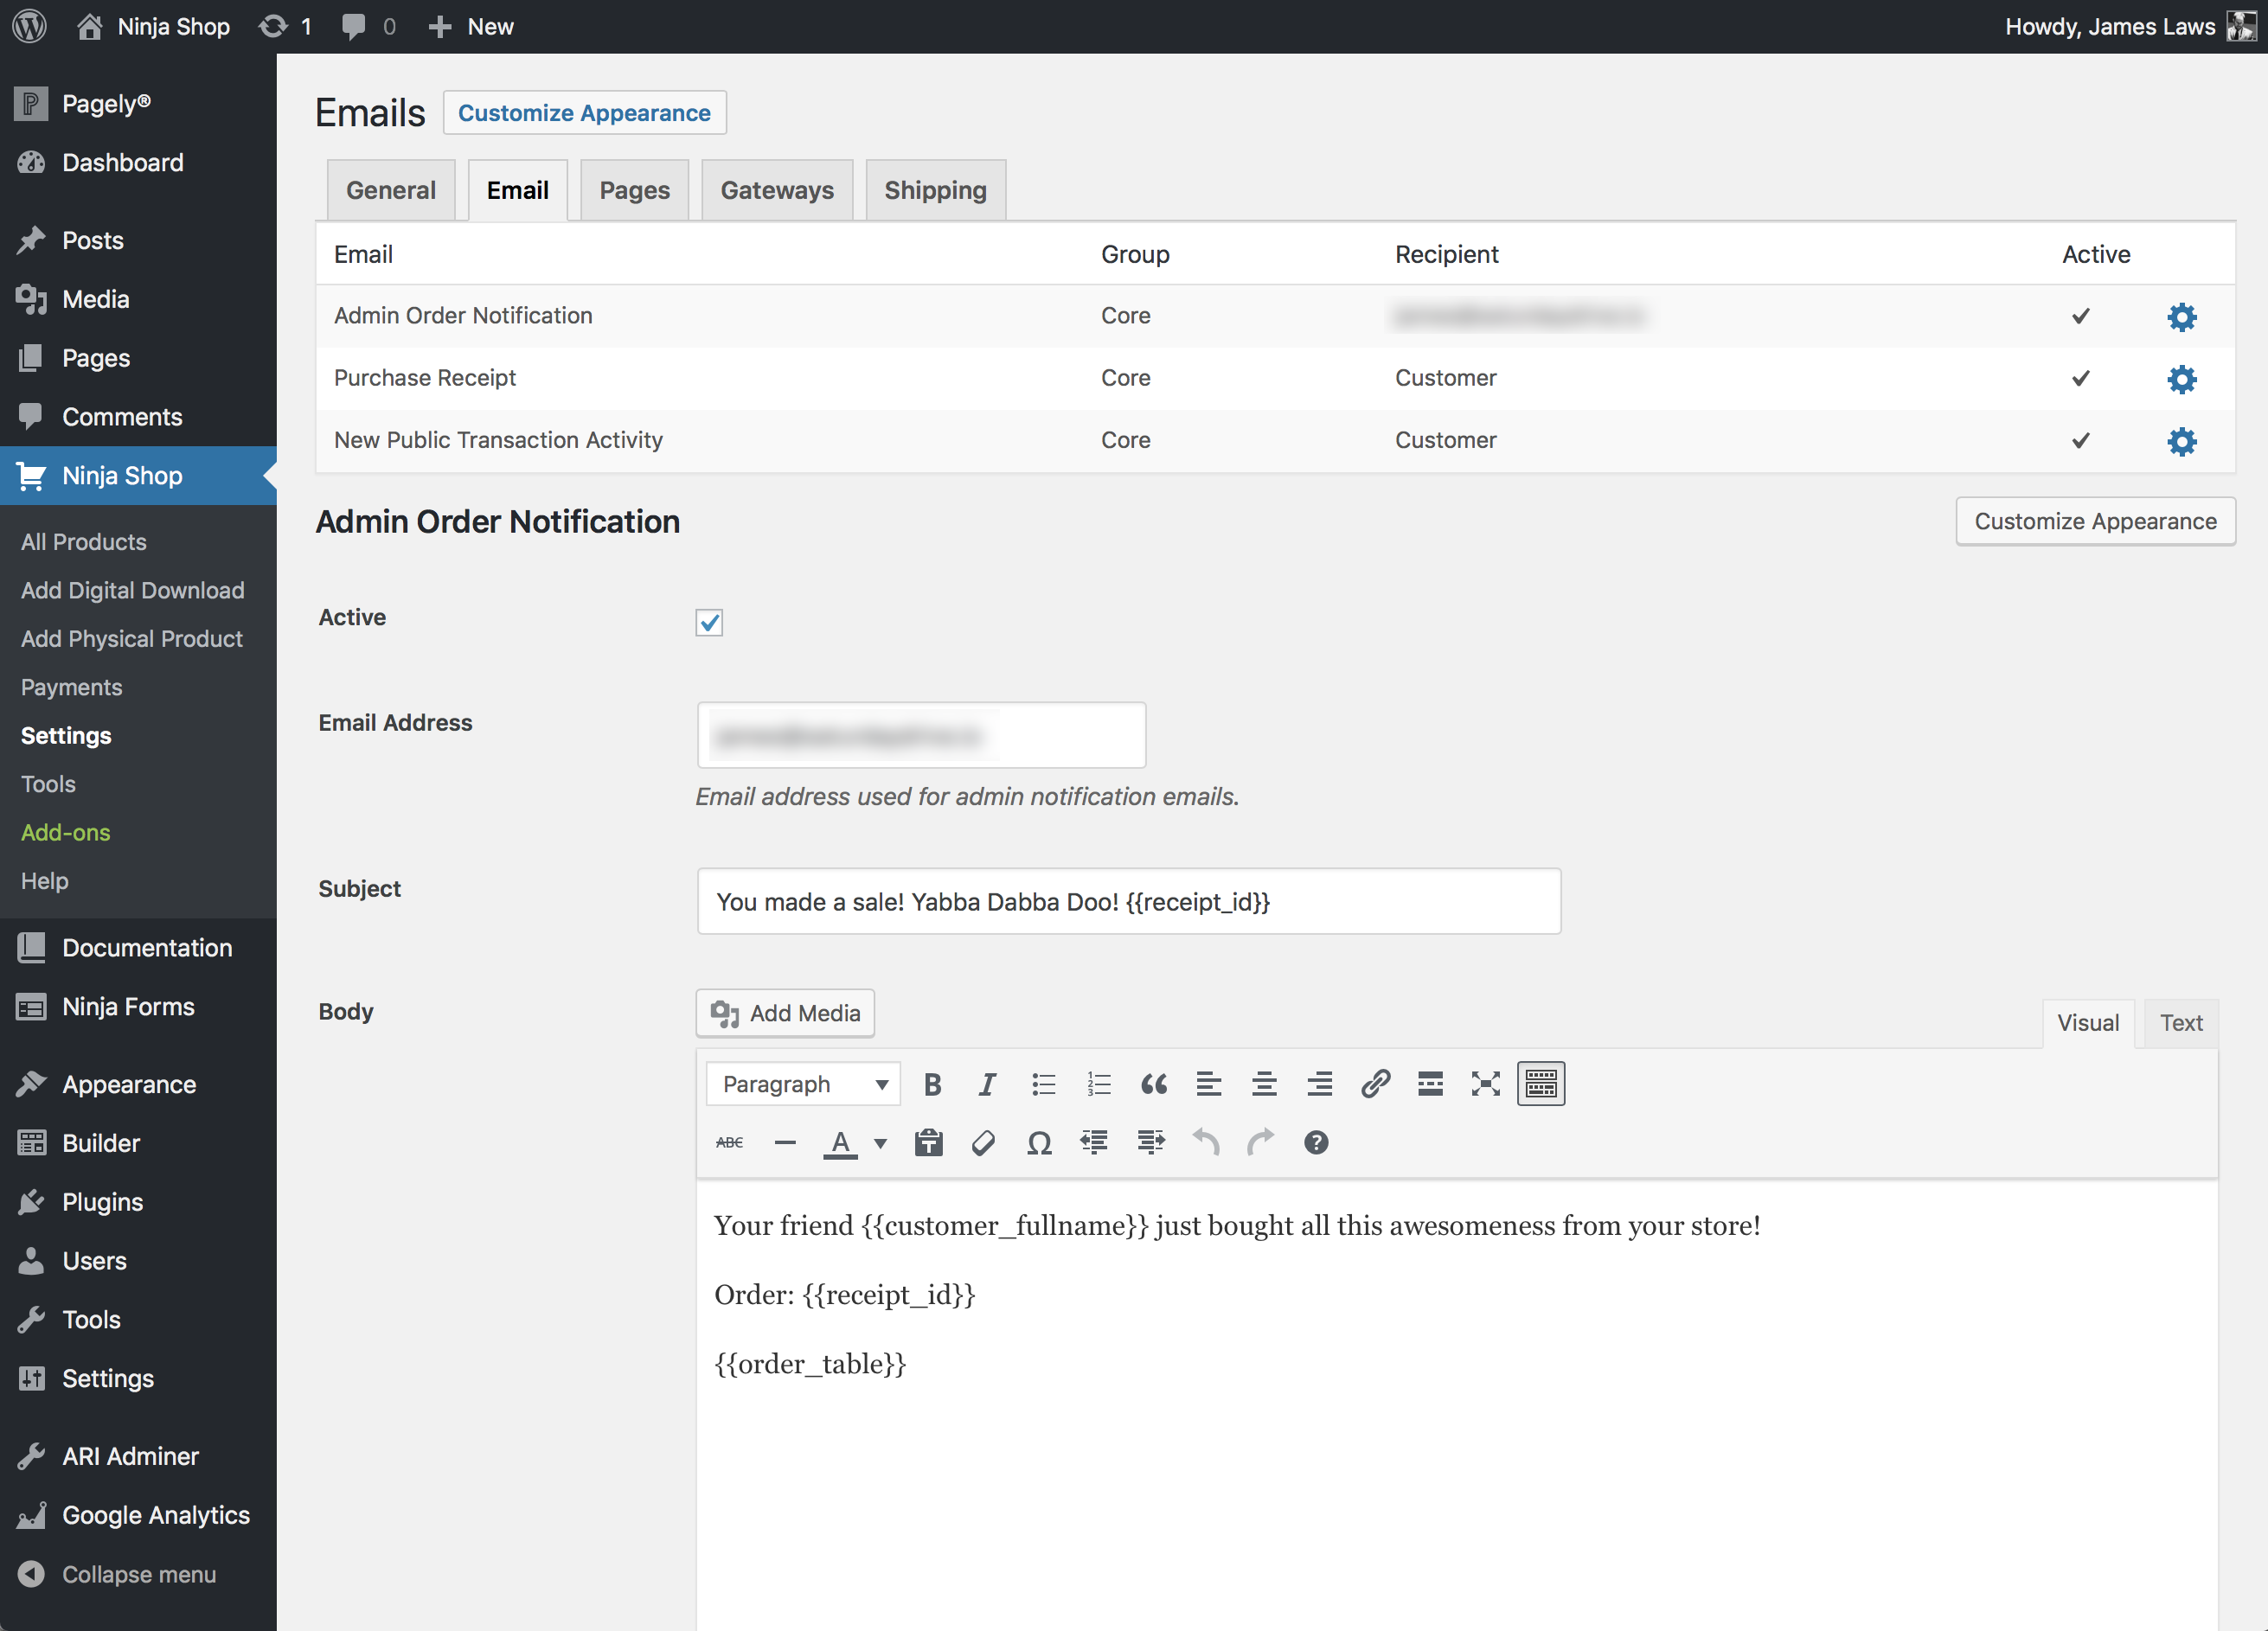 Ninja Shop 1 0 New Howdy, James Laws
Pagely®
Dashboard
Posts
Media
Pages
Comments
Ninja Shop
All Products
Add Digital Download
Add Physical Product
Payments
Settings
Tools
Add-ons
Help
Documentation
Ninja Forms
Appearance
Builder
Plugins
Users
Tools
Settings
ARI Adminer
Google Analytics
Collapse menu
Emails Customize Appearance
General Email Pages Gateways Shipping
Email Group Recipient Active
Admin Order Notification Core
Purchase Receipt Core Customer
New Public Transaction Activity Core Customer
Admin Order Notification Customize Appearance
Active
Email Address
Email address used for admin notification emails.
Subject You made a sale! Yabba Dabba Doo! {{receipt_id}}
Body Add Media Visual Text
Paragraph B I
ABC A
Your friend {{customer_fullname}} just bought all this awesomeness from your store!
Order: {{receipt_id}}
{{order_table}}